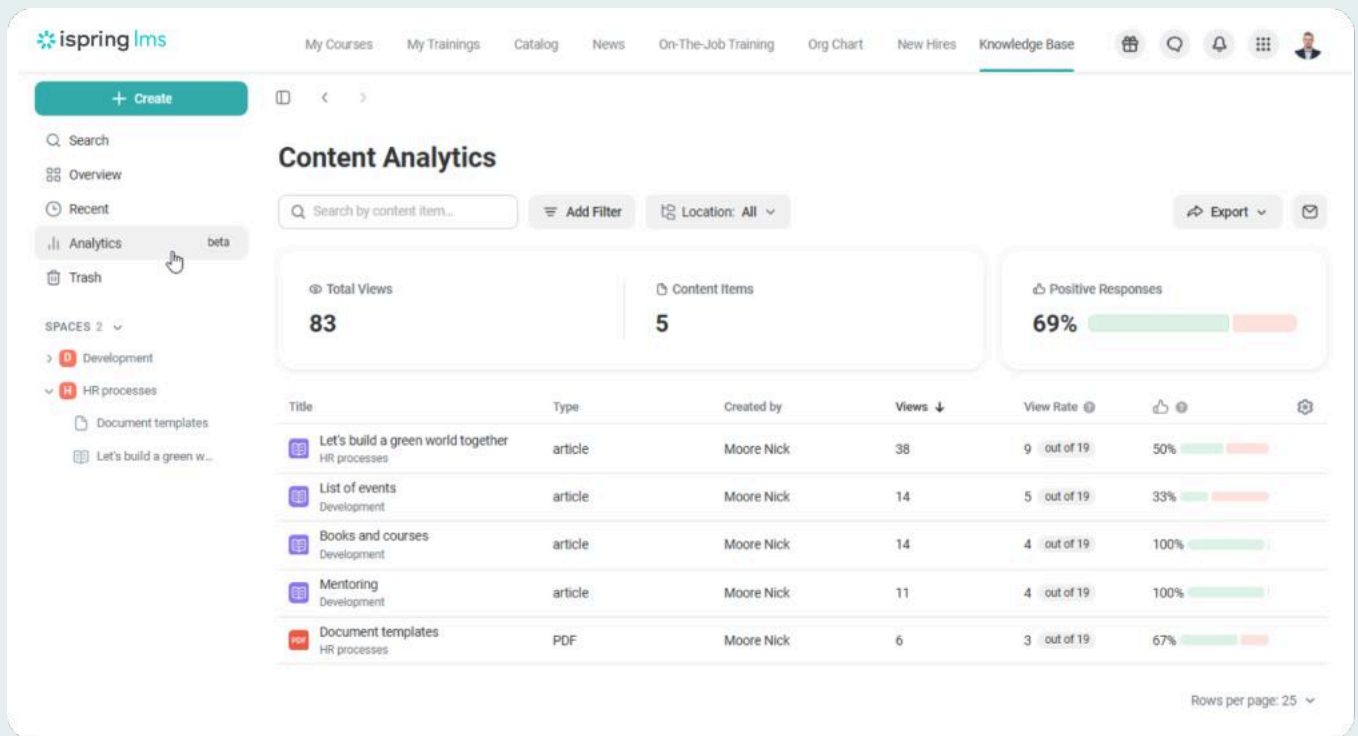 ispring lms
My Courses My Trainings Catalog News On-The-Job Training Org Chart New Hires Knowledge Base
+ Create
Search
Overview
Recent
Analytics beta
Trash
SPACES 2
D Development
H HR processes
Document templates
Let's build a green w...
Content Analytics
Search by content item...
Add Filter
Location: All
Export
Total Views
83
Content Items
5
Positive Responses
69%
Title Type Created by Views ↓ View Rate ?  ?
Let's build a green world together article Moore Nick 38 9 out of 19 50%
HR processes
List of events article Moore Nick 14 5 out of 19 33%
Development
Books and courses article Moore Nick 14 4 out of 19 100%
Development
Mentoring article Moore Nick 11 4 out of 19 100%
Development
PDF Document templates PDF Moore Nick 6 3 out of 19 67%
HR processes
Rows per page: 25